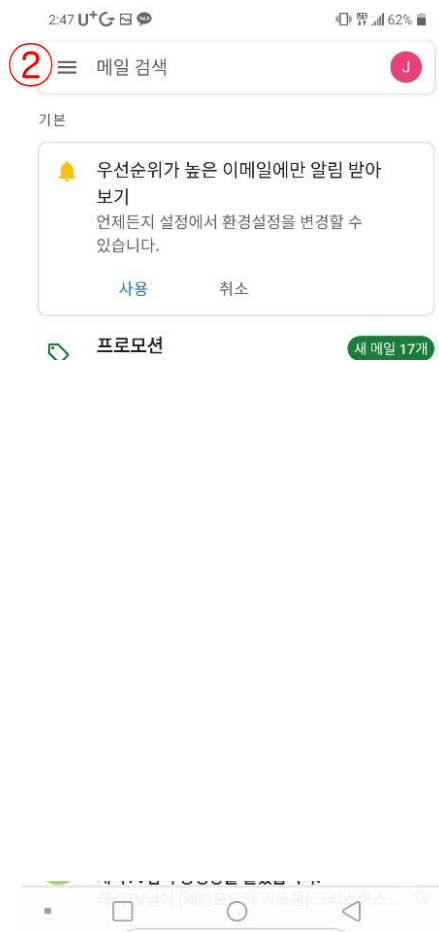 2:47 U+G 62%
② 메일 검색 J
기본
우선순위가 높은 이메일에만 알림 받아
보기
언제든지 설정에서 환경설정을 변경할 수
있습니다.
사용 취소
프로모션 새 메일 17개